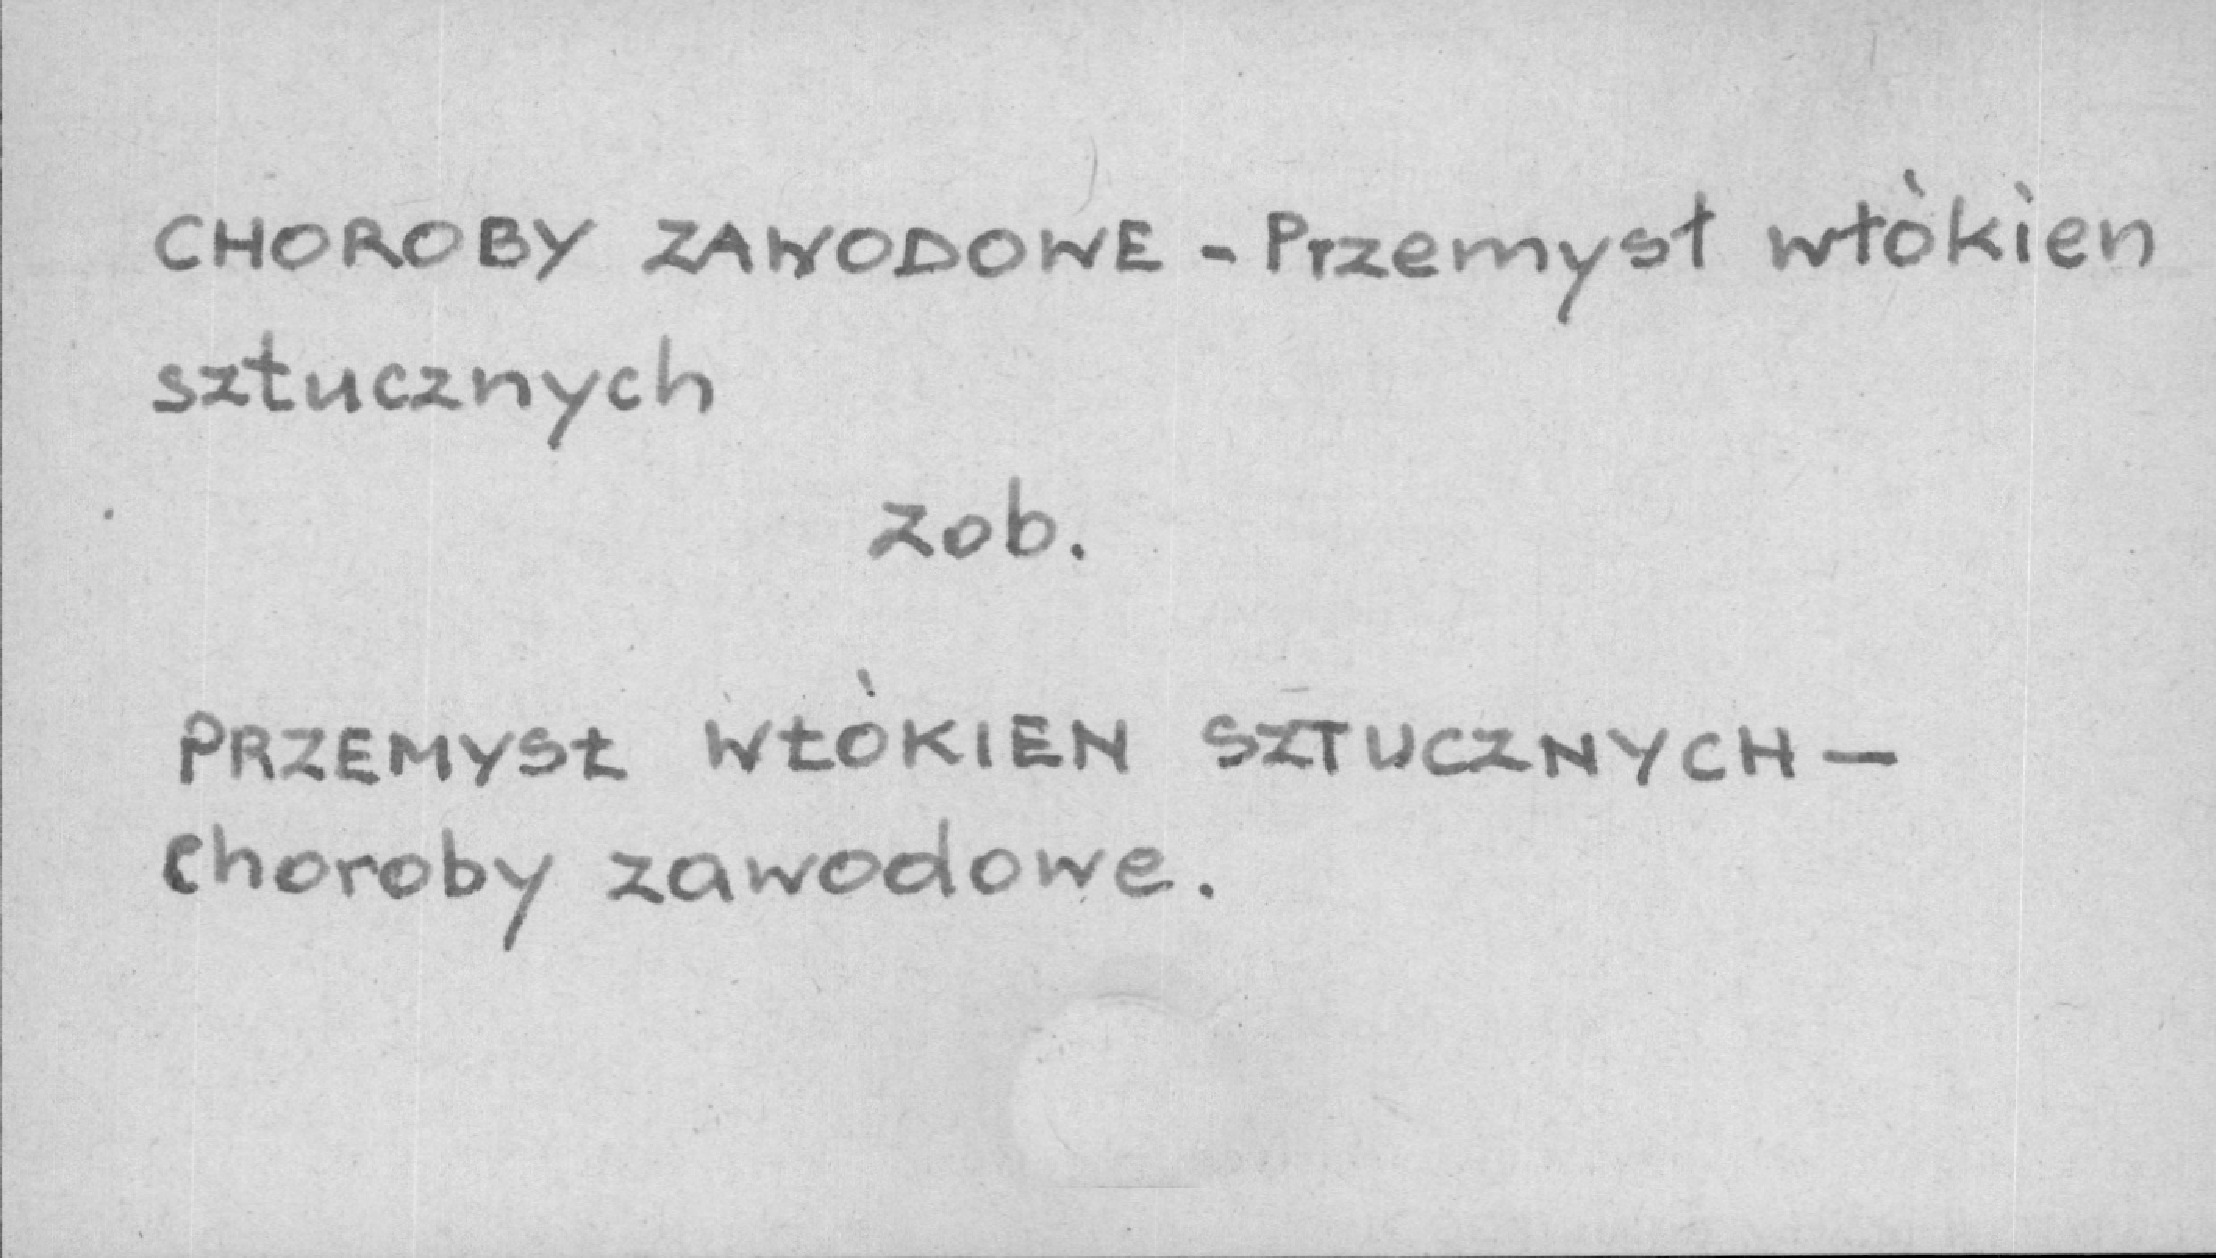 CHOROBY ZAWODOWE - Przemysł włókien
sztucznych
zob.
PRZEMYSŁ WŁÓKIEN SZTUCZNYCH -
Choroby zawodowe.